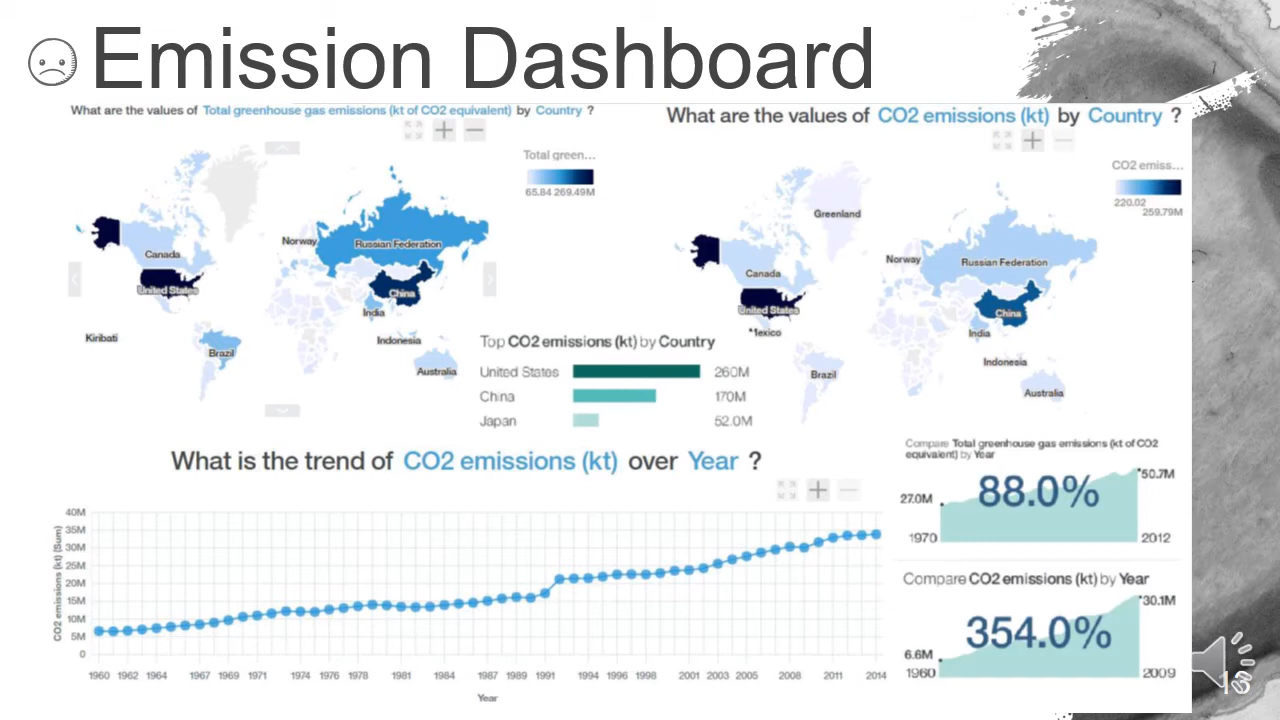 Emission Dashboard
What are the values of Total greenhouse gas emissions (kt of CO2 equivalent) by Country ?
Total green...
65.84 269.49M
Norway
Russian Federation
Canada
United States
China
India
Kiribati
Indonesia
Brazil
Australia
What are the values of CO2 emissions (kt) by Country ?
CO2 emiss...
220.02
259.79M
Greenland
Norway
Russian Federation
Canada
United States
China
Mexico
India
Indonesia
Brazil
Australia
Top CO2 emissions (kt) by Country
United States 260M
China 170M
Japan 52.0M
What is the trend of CO2 emissions (kt) over Year ?
CO2 emissions (kt) (Sum)
40M
35M
30M
25M
20M
15M
10M
5M
0
1960 1962 1964 1967 1969 1971 1974 1976 1978 1981 1984 1987 1989 1991 1994 1996 1998 2001 2003 2005 2008 2011 2014
Year
Compare Total greenhouse gas emissions (kt of CO2
equivalent) by Year
88.0%
50.7M
27.0M
1970 2012
Compare CO2 emissions (kt) by Year
354.0%
30.1M
6.6M
1960 2009
13